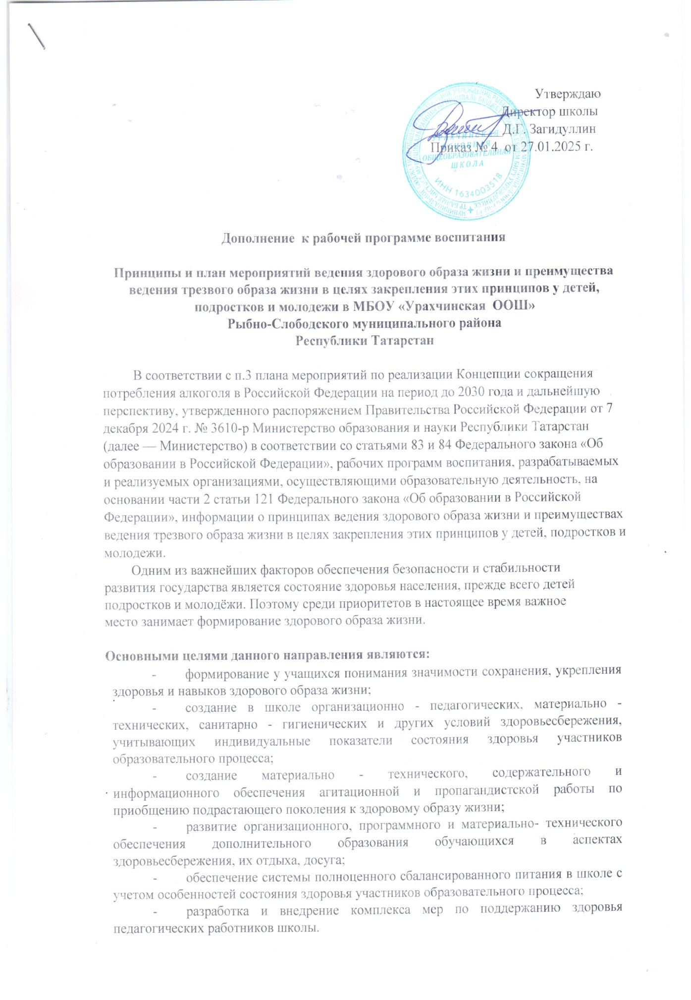 Утверждаю
Директор школы
Д.Г. Загидуллин
Приказ № 4 от 27.01.2025 г.
УРАХЧИНСКАЯ
ОСНОВНАЯ
ОБЩЕОБРАЗОВАТЕЛЬНАЯ
ШКОЛА
ИНН 1634003518
Дополнение к рабочей программе воспитания
Принципы и план мероприятий ведения здорового образа жизни и преимущества
ведения трезвого образа жизни в целях закрепления этих принципов у детей,
подростков и молодежи в МБОУ «Урахчинская ООШ»
Рыбно-Слободского муниципального района
Республики Татарстан
В соответствии с п.3 плана мероприятий по реализации Концепции сокращения
потребления алкоголя в Российской Федерации на период до 2030 года и дальнейшую
перспективу, утвержденного распоряжением Правительства Российской Федерации от 7
декабря 2024 г. № 3610-р Министерство образования и науки Республики Татарстан
(далее — Министерство) в соответствии со статьями 83 и 84 Федерального закона «Об
образовании в Российской Федерации», рабочих программ воспитания, разрабатываемых
и реализуемых организациями, осуществляющими образовательную деятельность, на
основании части 2 статьи 121 Федерального закона «Об образовании в Российской
Федерации», информации о принципах ведения здорового образа жизни и преимуществах
ведения трезвого образа жизни в целях закрепления этих принципов у детей, подростков и
молодежи.
Одним из важнейших факторов обеспечения безопасности и стабильности
развития государства является состояние здоровья населения, прежде всего детей
подростков и молодёжи. Поэтому среди приоритетов в настоящее время важное
место занимает формирование здорового образа жизни.
Основными целями данного направления являются:
- формирование у учащихся понимания значимости сохранения, укрепления
здоровья и навыков здорового образа жизни;
- создание в школе организационно - педагогических, материально -
технических, санитарно - гигиенических и других условий здоровьесбережения,
учитывающих индивидуальные показатели состояния здоровья участников
образовательного процесса;
- создание материально - технического, содержательного и
информационного обеспечения агитационной и пропагандистской работы по
приобщению подрастающего поколения к здоровому образу жизни;
- развитие организационного, программного и материально- технического
обеспечения дополнительного образования обучающихся в аспектах
здоровьесбережения, их отдыха, досуга;
- обеспечение системы полноценного сбалансированного питания в школе с
учетом особенностей состояния здоровья участников образовательного процесса;
- разработка и внедрение комплекса мер по поддержанию здоровья
педагогических работников школы.